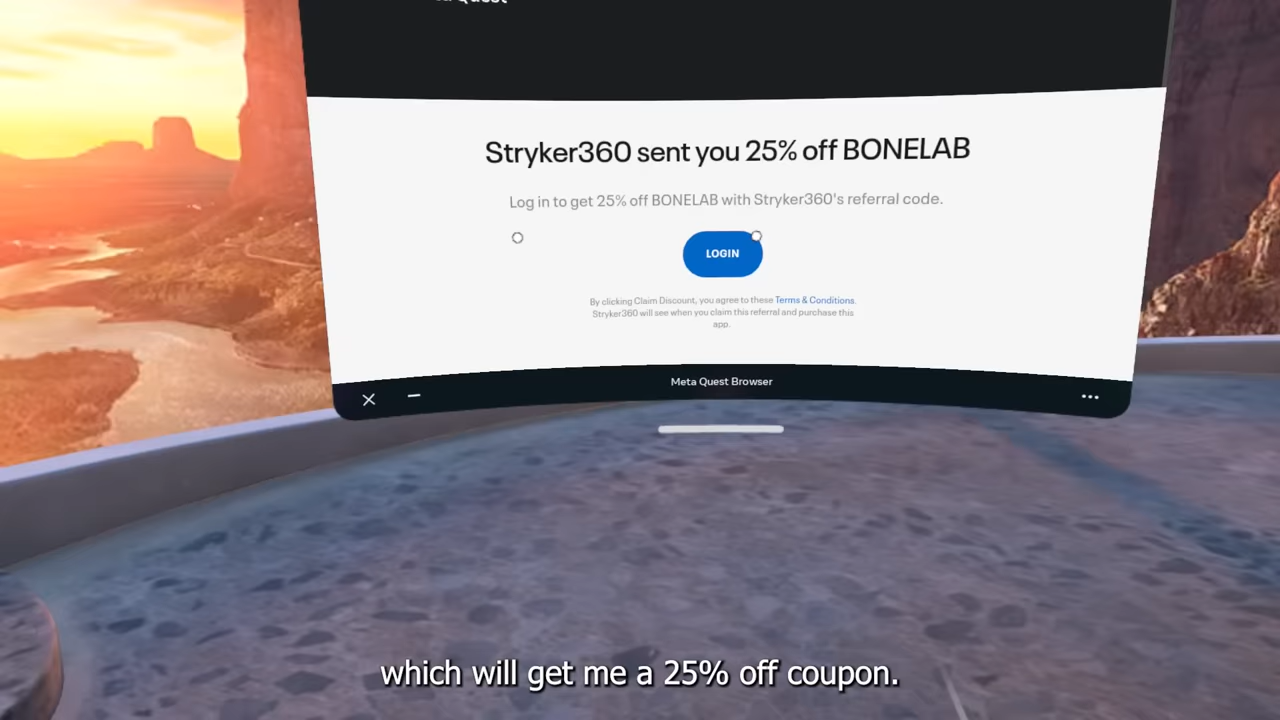 Quest
Stryker360 sent you 25% off BONELAB
Log in to get 25% off BONELAB with Stryker360's referral code.
LOGIN
By clicking Claim Discount, you agree to these Terms & Conditions.
Stryker360 will see when you claim this referral and purchase this
app.
Meta Quest Browser
which will get me a 25% off coupon.